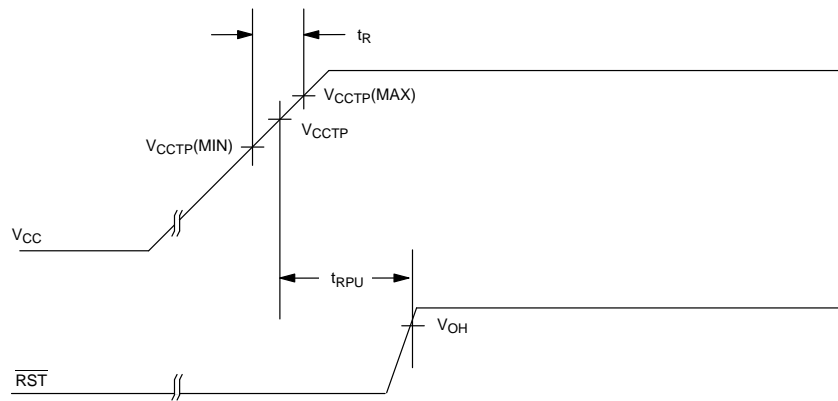 tR
VCCTP(MAX)
VCCTP
VCCTP(MIN)
VCC
tRPU
VOH
RST